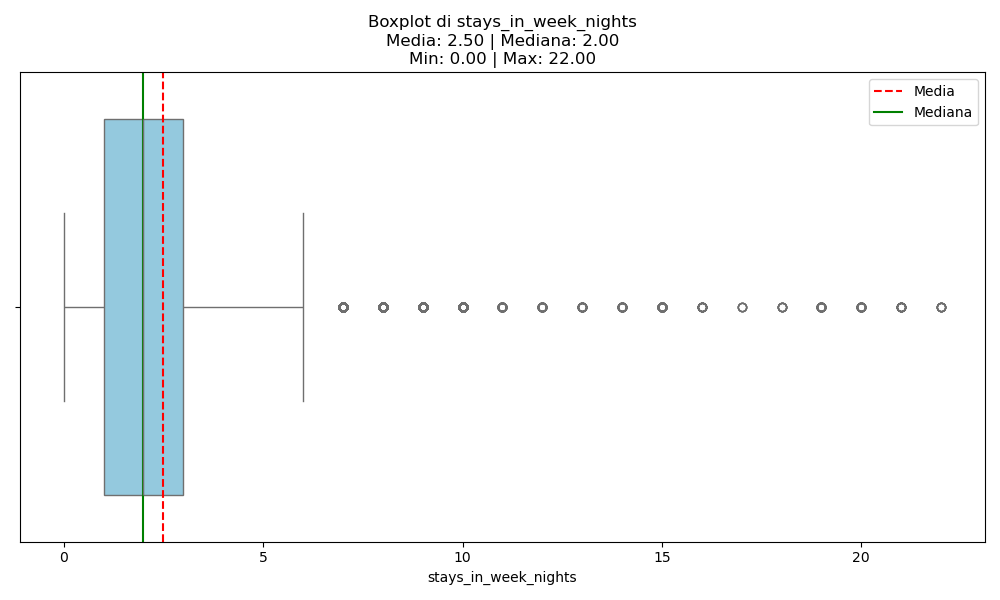 Boxplot di stays_in_week_nights
Media: 2.50 | Mediana: 2.00
Min: 0.00 | Max: 22.00
Media
Mediana
0 5 10 15 20
stays_in_week_nights